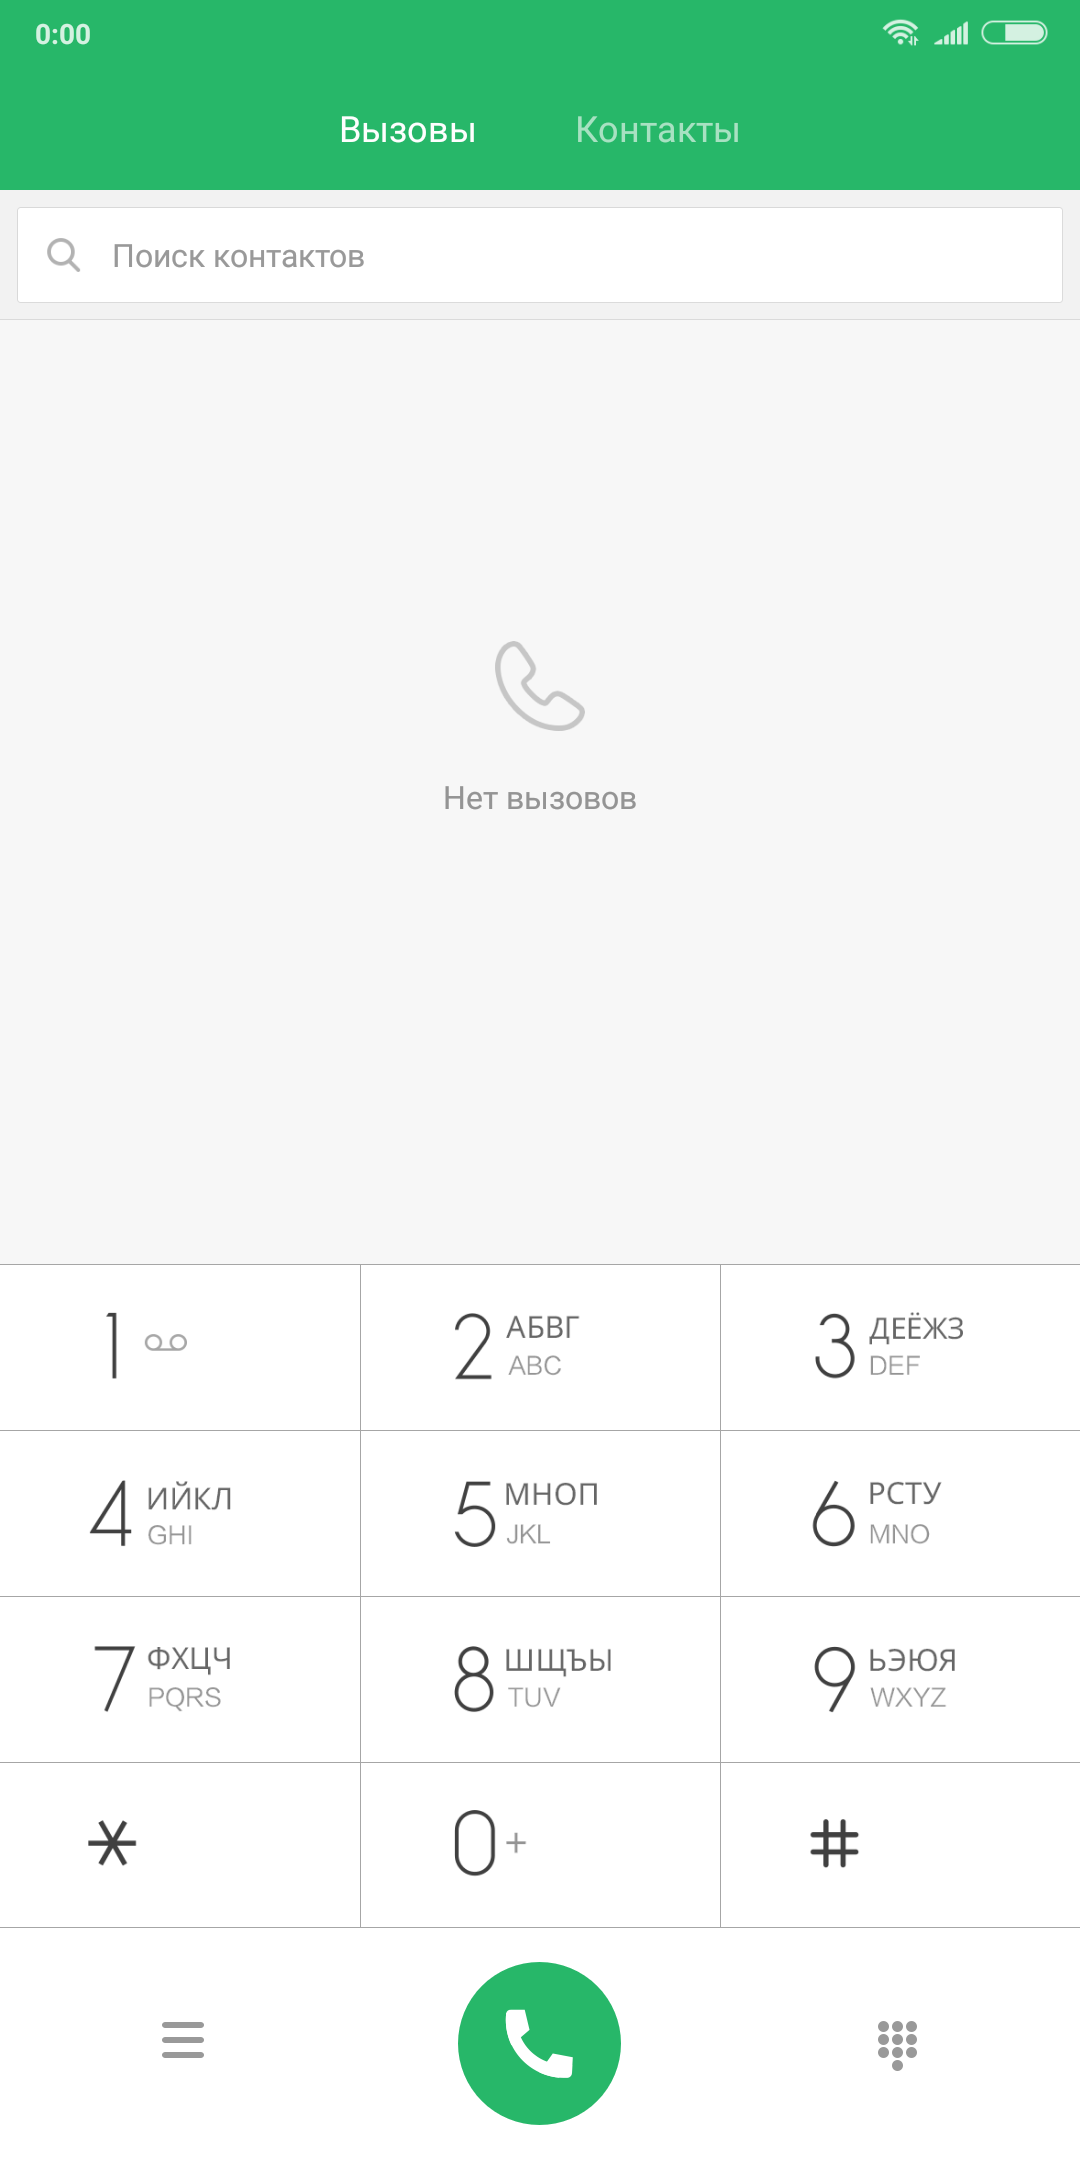 0:00
Вызовы Контакты
Поиск контактов
Нет вызовов
1
2 АБВГ
ABC
3 ДЕЁЖЗ
DEF
4 ИЙКЛ
GHI
5 МНОП
JKL
6 РСТУ
MNO
7 ФХЦЧ
PQRS
8 ШЩЪЫ
TUV
9 ЬЭЮЯ
WXYZ
*
0 +
#